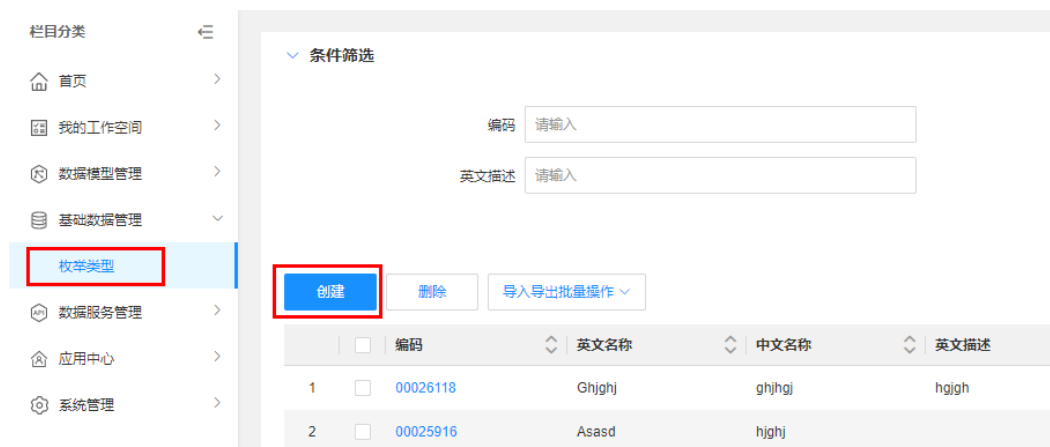 栏目分类
首页
我的工作空间
数据模型管理
基础数据管理
枚举类型
数据服务管理
应用中心
系统管理
条件筛选
编码 请输入
英文描述 请输入
创建 删除 导入导出批量操作
编码 英文名称 中文名称 英文描述
1 00026118 Ghjghj ghjhgj hgjgh
2 00025916 Asasd hjghj